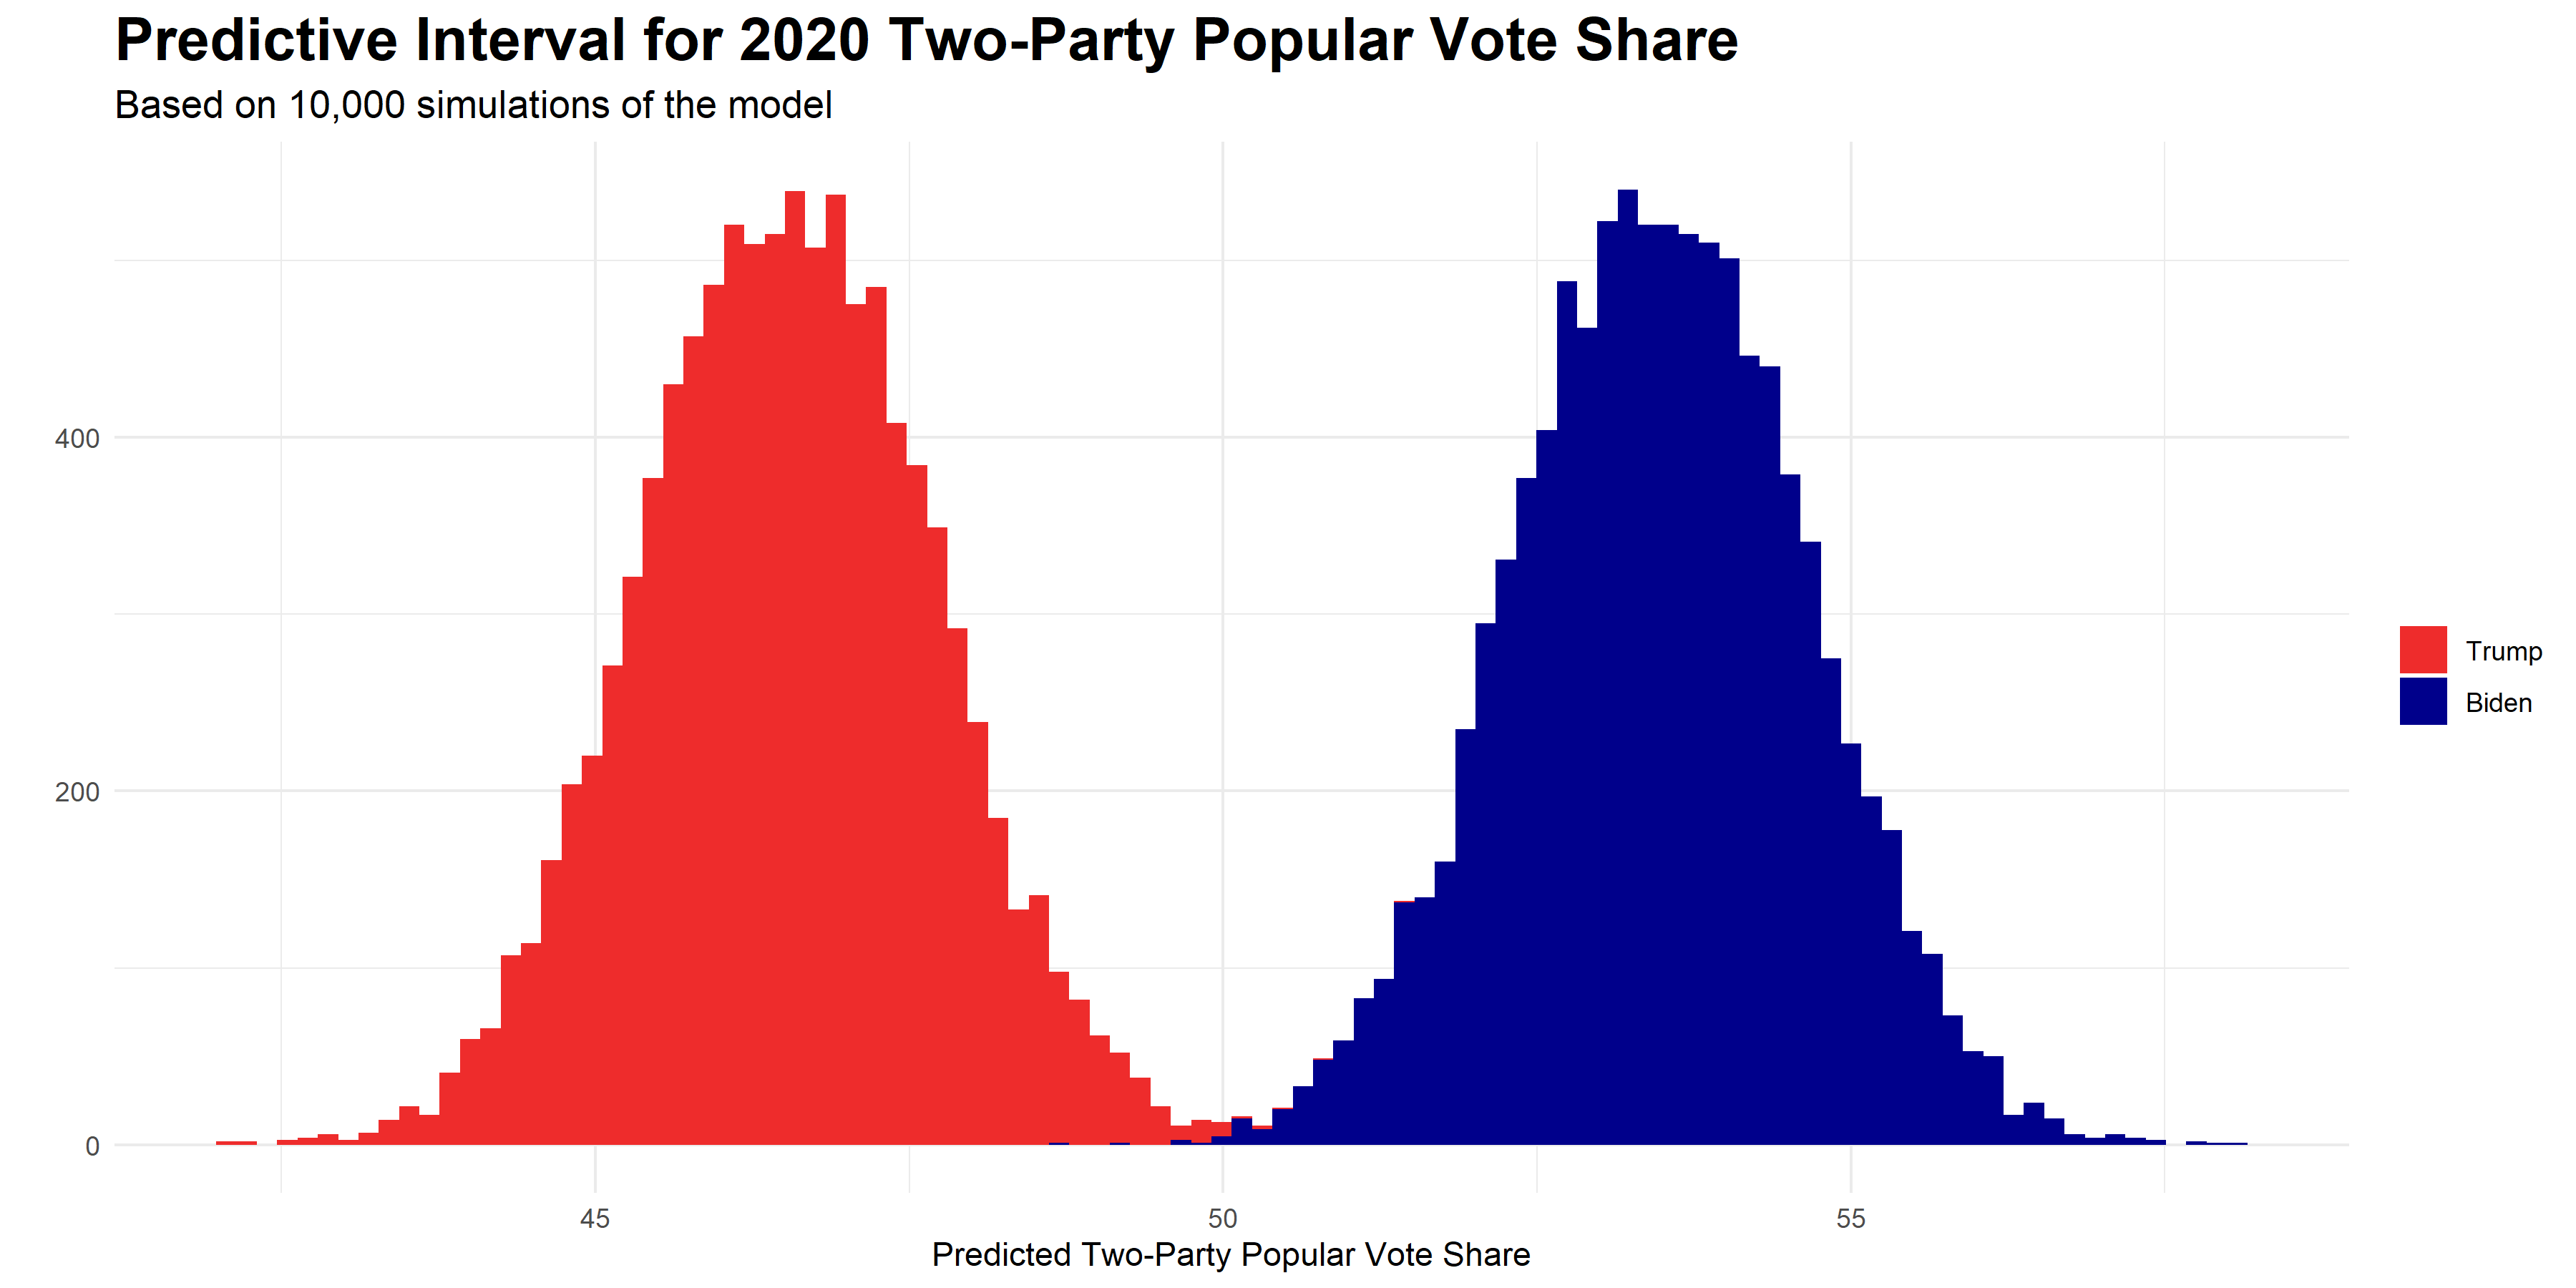 Predictive Interval for 2020 Two-Party Popular Vote Share
Based on 10,000 simulations of the model
400
200
0
45
50
55
Predicted Two-Party Popular Vote Share
Trump
Biden